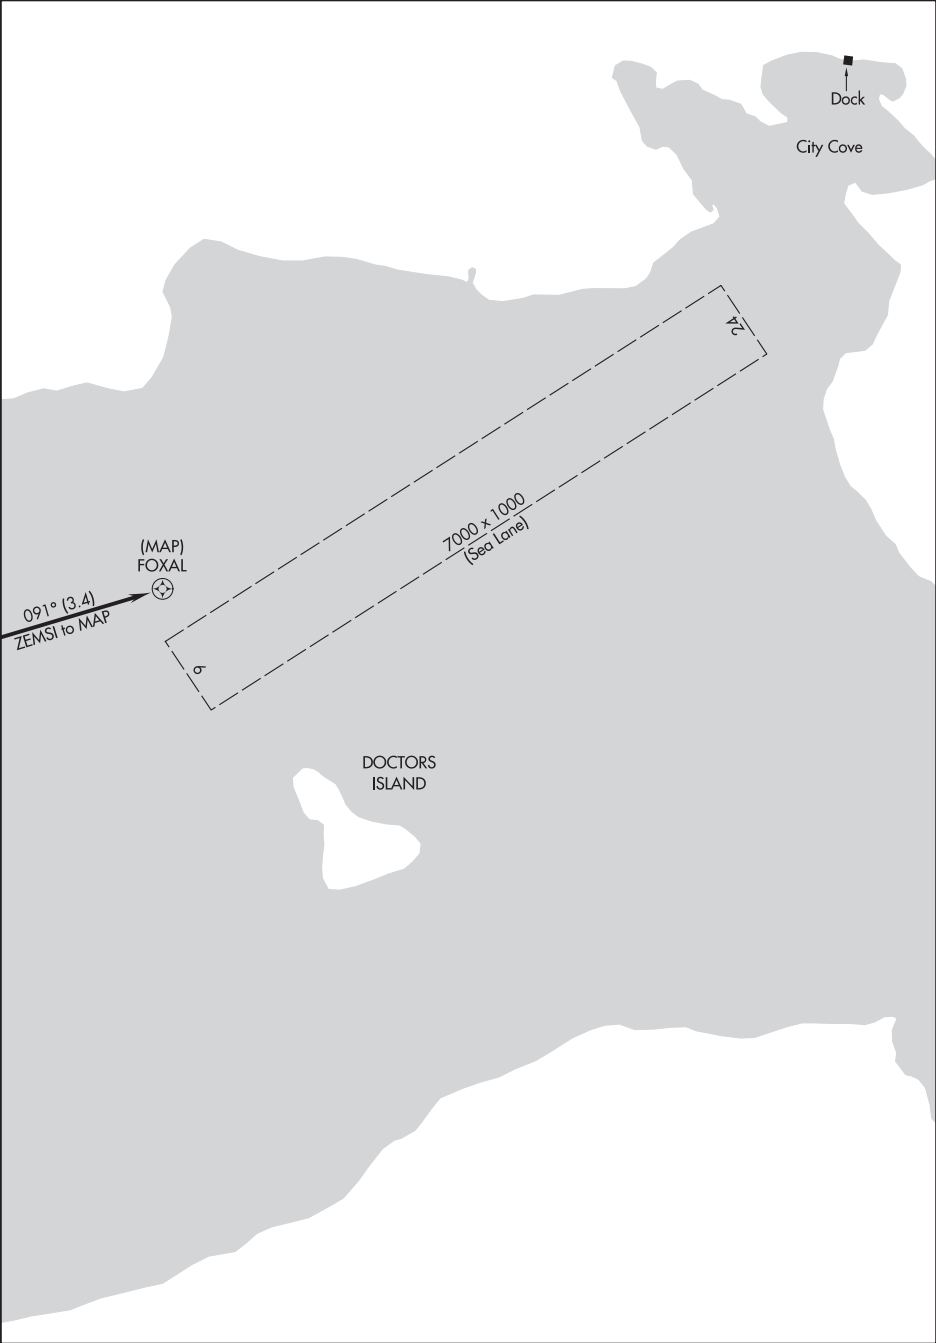 Dock
City Cove
24
7000 x 1000
(Sea Lane)
(MAP)
FOXAL
091° (3.4)
ZEMSI to MAP
6
DOCTORS
ISLAND